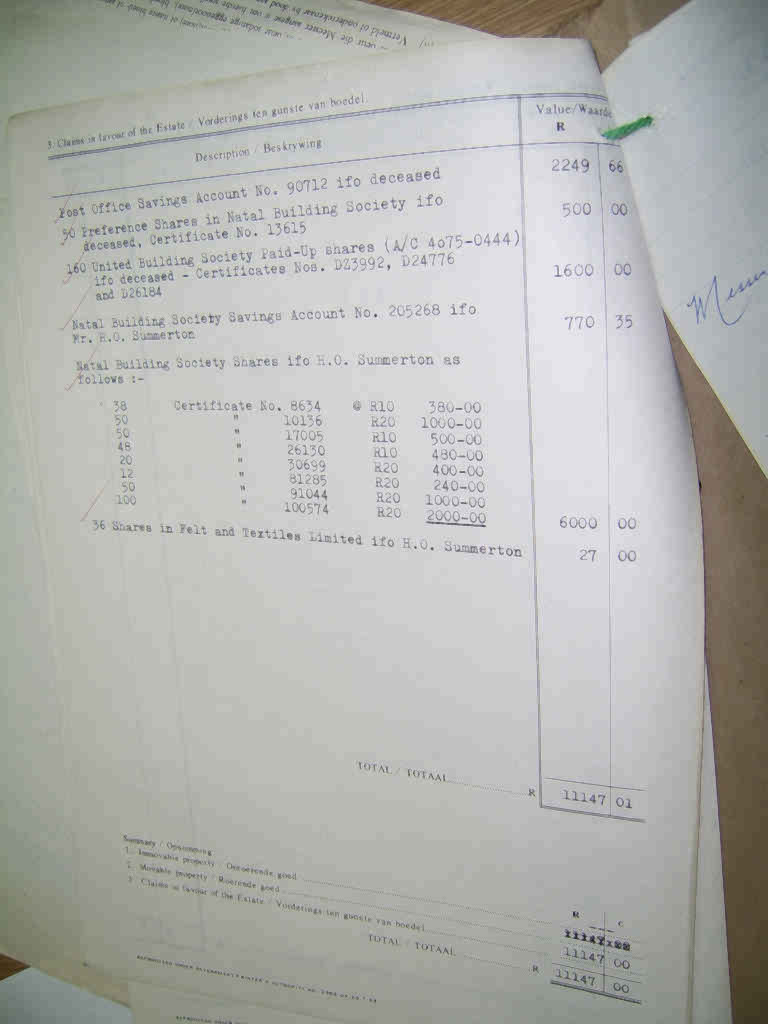 Vermeld of onderskeie
3. Claims in favour of the Estate / Vorderings ten gunste van boedel.
Description / Beskrywing
Value/Waarde
R
Post Office Savings Account No. 90712 ifo deceased 2249 66
50 Preference Shares in Natal Building Society ifo
deceased, Certificate No. 13615 500 00
160 United Building Society Paid-Up shares (A/C 4075-0444)
ifo deceased - Certificates Nos. DZ3992, D24776
and D26184 1600 00
Natal Building Society Savings Account No. 205268 ifo
Mr. H.O. Summerton 770 35
Natal Building Society Shares ifo H.O. Summerton as
follows :-
38 Certificate No. 8634 @ R10 380-00
50 " 10136 R20 1000-00
50 " 17005 R10 500-00
48 " 26130 R10 480-00
20 " 30699 R20 400-00
12 " 81285 R20 240-00
50 " 91044 R20 1000-00
100 " 100574 R20 2000-00
6000 00
36 Shares in Felt and Textiles Limited ifo H.O. Summerton 27 00
TOTAL / TOTAAL R 11147 01
Summary / Opsomming
1. Immovable property / Onroerende goed
2. Movable property / Roerende goed
3. Claims in favour of the Estate / Vorderings ten gunste van boedel
R c
11147 00
TOTAL / TOTAAL R 11147 00